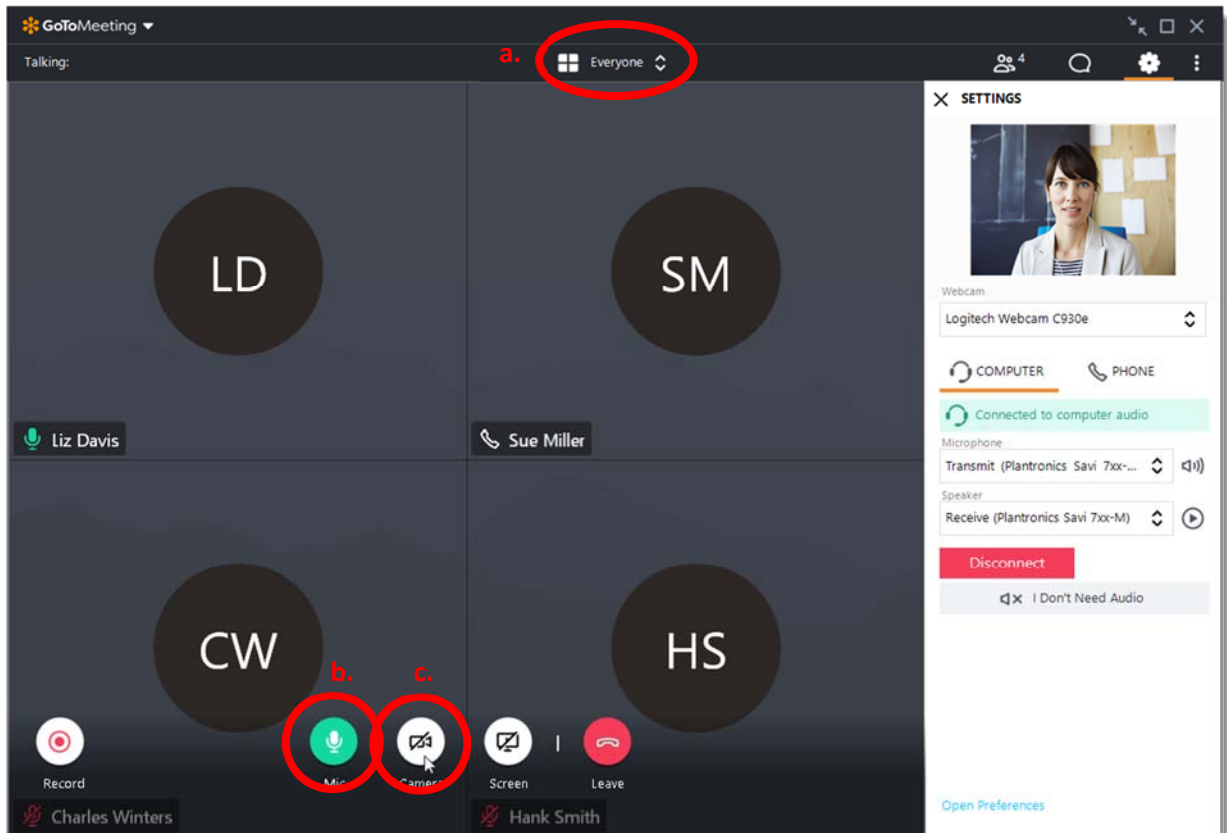 GoToMeeting
Talking:
a.
Everyone
4
SETTINGS
LD
SM
Liz Davis
Sue Miller
CW
HS
b.
c.
Record
Mic
Camera
Screen
Leave
Charles Winters
Hank Smith
Webcam
Logitech Webcam C930e
COMPUTER
PHONE
Connected to computer audio
Microphone
Transmit (Plantronics Savi 7xx-...
Speaker
Receive (Plantronics Savi 7xx-M)
Disconnect
I Don't Need Audio
Open Preferences